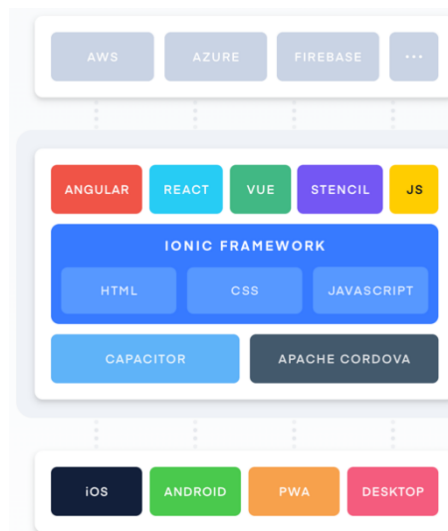 AWS AZURE FIREBASE ...
ANGULAR REACT VUE STENCIL JS
IONIC FRAMEWORK
HTML CSS JAVASCRIPT
CAPACITOR APACHE CORDOVA
iOS ANDROID PWA DESKTOP